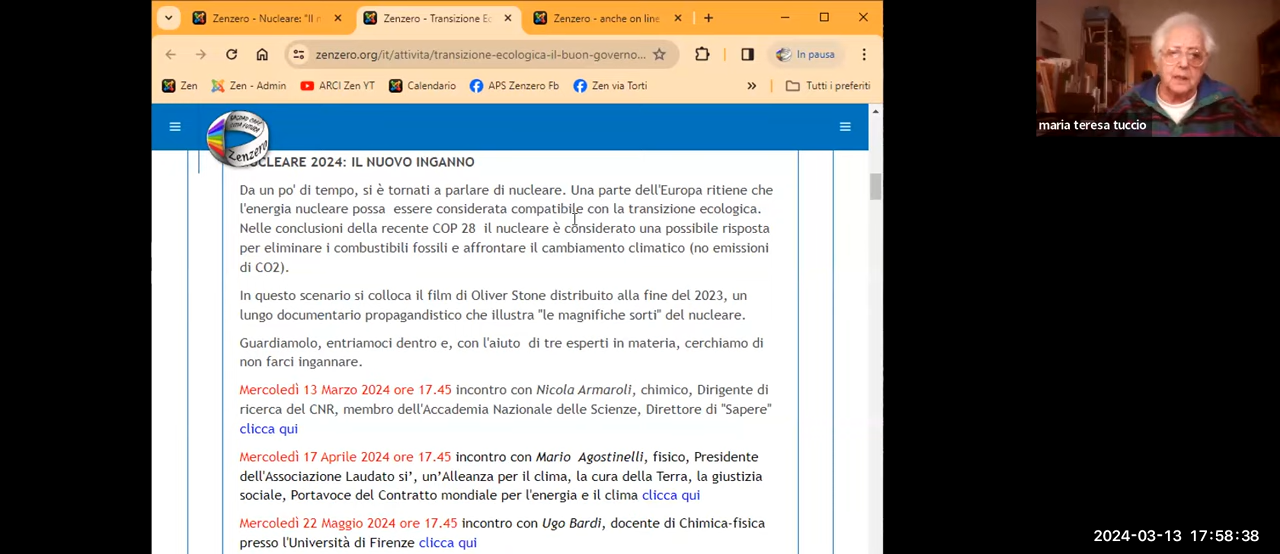 Zenzero - Nucleare: "Il n
Zenzero - Transizione Ec
Zenzero - anche on line
zenzero.org/it/attivita/transizione-ecologica-il-buon-governo...
In pausa
Zen
Zen - Admin
ARCI Zen YT
Calendario
APS Zenzero Fb
Zen via Torti
Tutti i preferiti
maria teresa tuccio
Zenzero
NUCLEARE 2024: IL NUOVO INGANNO
Da un po' di tempo, si è tornati a parlare di nucleare. Una parte dell'Europa ritiene che
l'energia nucleare possa essere considerata compatibile con la transizione ecologica.
Nelle conclusioni della recente COP 28 il nucleare è considerato una possibile risposta
per eliminare i combustibili fossili e affrontare il cambiamento climatico (no emissioni
di CO2).
In questo scenario si colloca il film di Oliver Stone distribuito alla fine del 2023, un
lungo documentario propagandistico che illustra "le magnifiche sorti" del nucleare.
Guardiamolo, entriamoci dentro e, con l'aiuto di tre esperti in materia, cerchiamo di
non farci ingannare.
Mercoledì 13 Marzo 2024 ore 17.45 incontro con Nicola Armaroli, chimico, Dirigente di
ricerca del CNR, membro dell'Accademia Nazionale delle Scienze, Direttore di "Sapere"
clicca qui
Mercoledì 17 Aprile 2024 ore 17.45 incontro con Mario Agostinelli, fisico, Presidente
dell'Associazione Laudato si', un'Alleanza per il clima, la cura della Terra, la giustizia
sociale, Portavoce del Contratto mondiale per l'energia e il clima clicca qui
Mercoledì 22 Maggio 2024 ore 17.45 incontro con Ugo Bardi, docente di Chimica-fisica
presso l'Università di Firenze clicca qui
2024-03-13 17:58:38